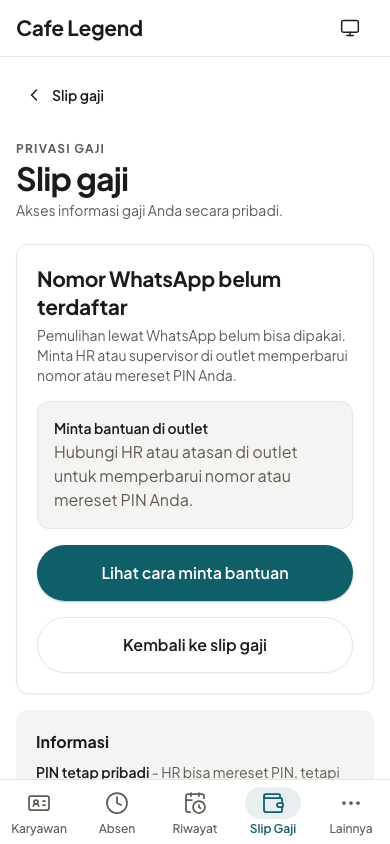 Cafe Legend
Slip gaji
PRIVASI GAJI
Slip gaji
Akses informasi gaji Anda secara pribadi.
Nomor WhatsApp belum
terdaftar
Pemulihan lewat WhatsApp belum bisa dipakai.
Minta HR atau supervisor di outlet memperbarui
nomor atau mereset PIN Anda.
Minta bantuan di outlet
Hubungi HR atau atasan di outlet
untuk memperbarui nomor atau
mereset PIN Anda.
Lihat cara minta bantuan
Kembali ke slip gaji
Informasi
PIN tetap pribadi - HR bisa mereset PIN, tetapi
Karyawan
Absen
Riwayat
Slip Gaji
Lainnya